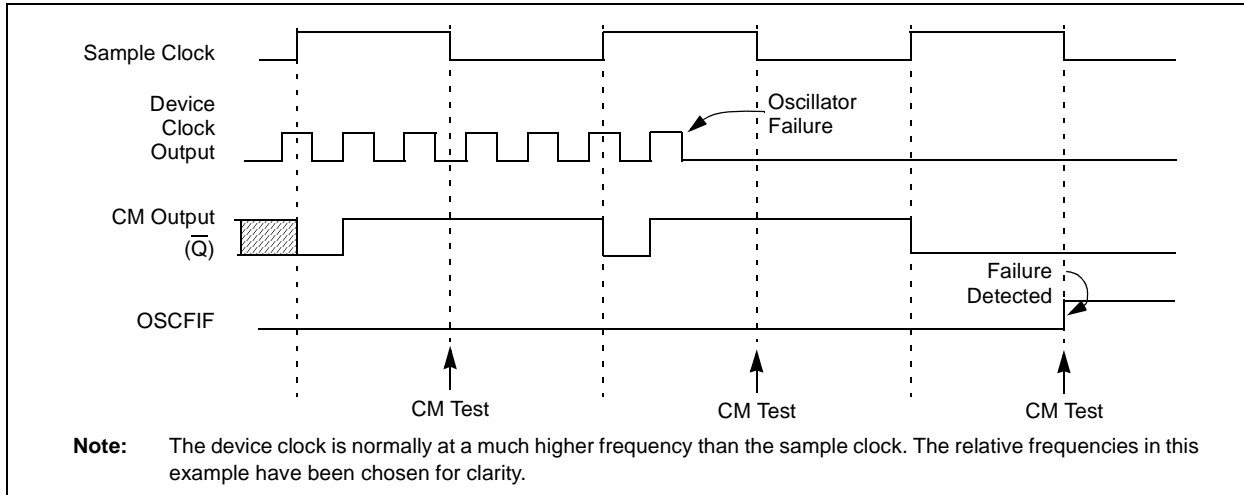 Sample Clock
Device
Clock
Output
Oscillator
Failure
CM Output
(Q̅)
Failure
Detected
OSCFIF
CM Test
CM Test
CM Test
Note: The device clock is normally at a much higher frequency than the sample clock. The relative frequencies in this
example have been chosen for clarity.